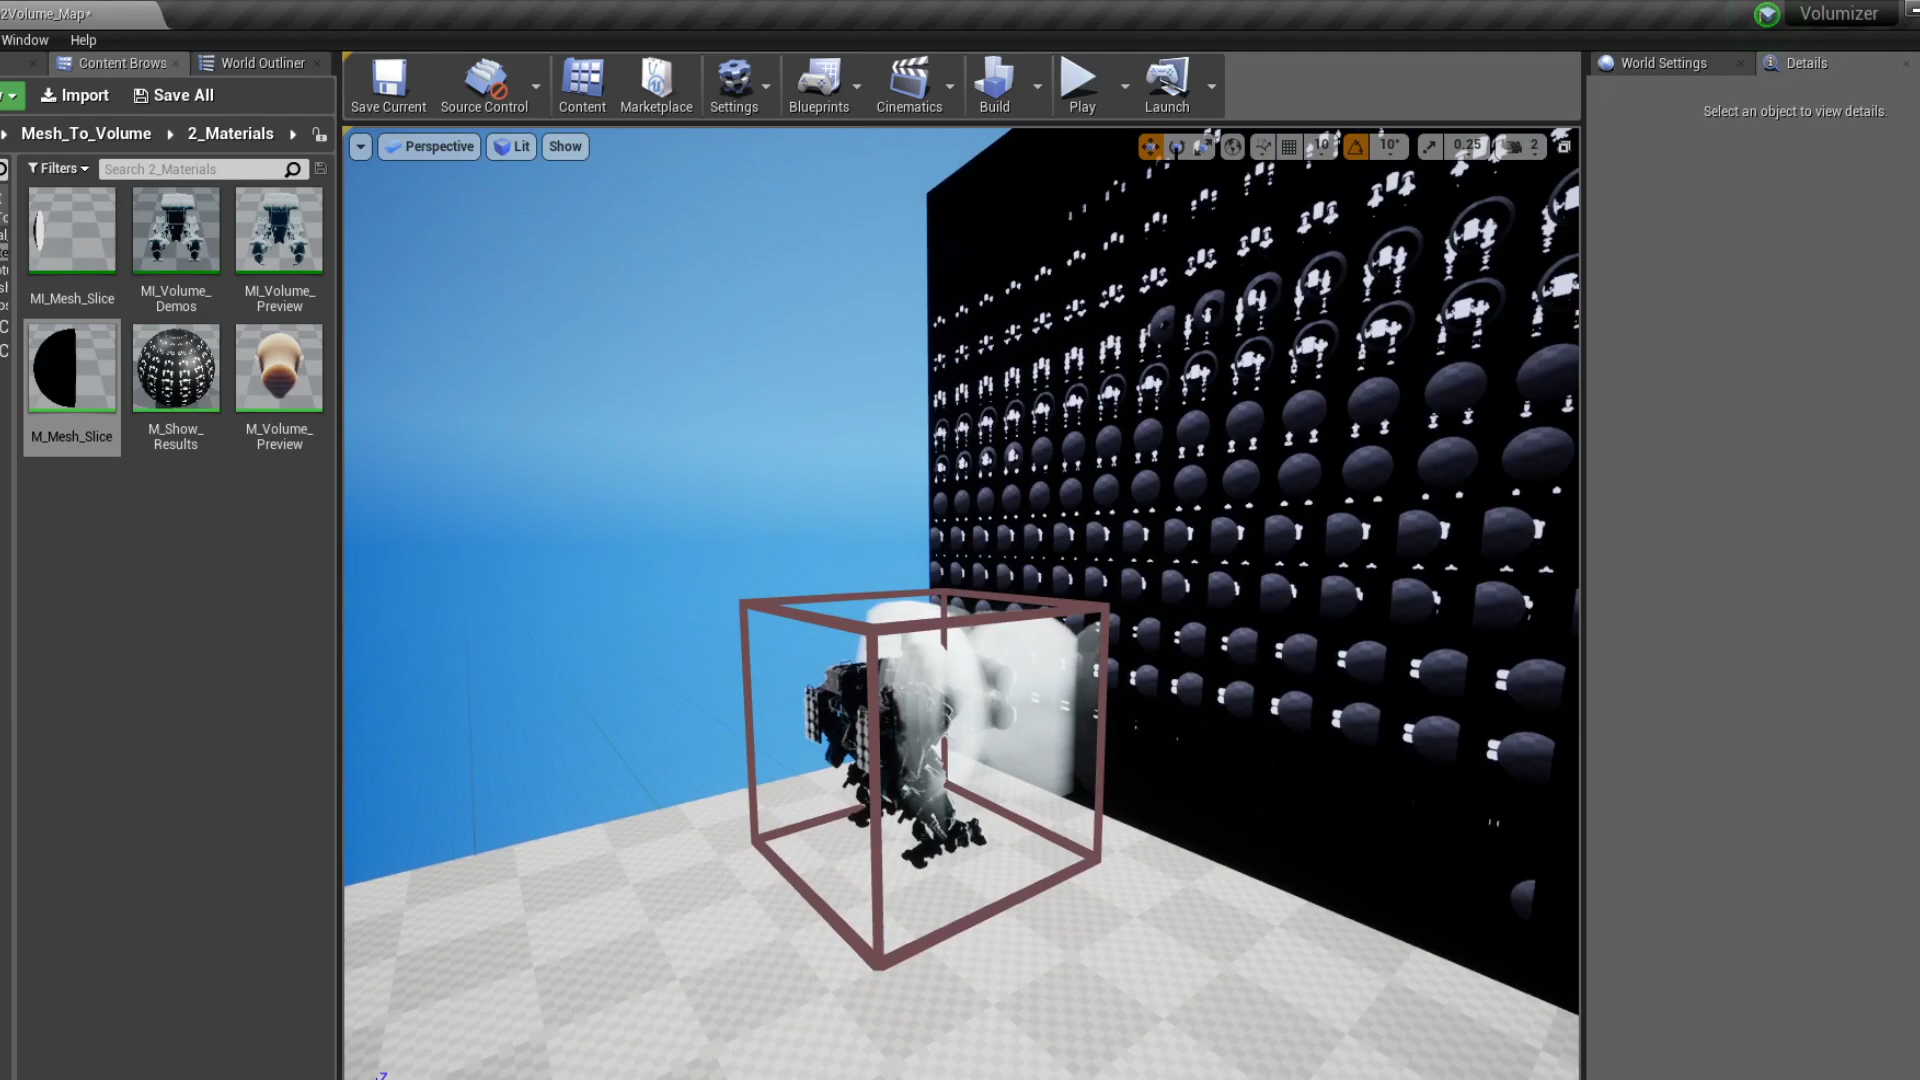 2Volume_Map*
Volumizer
Window Help
Content Brows
World Outliner
World Settings
Details
Import
Save All
Save Current
Source Control
Content
Marketplace
Settings
Blueprints
Cinematics
Build
Play
Launch
Select an object to view details.
Mesh_To_Volume
2_Materials
Perspective
Lit
Show
10
10°
0.25
2
Filters
Search 2_Materials
MI_Mesh_Slice
MI_Volume_
Demos
MI_Volume_
Preview
M_Mesh_Slice
M_Show_
Results
M_Volume_
Preview
Z